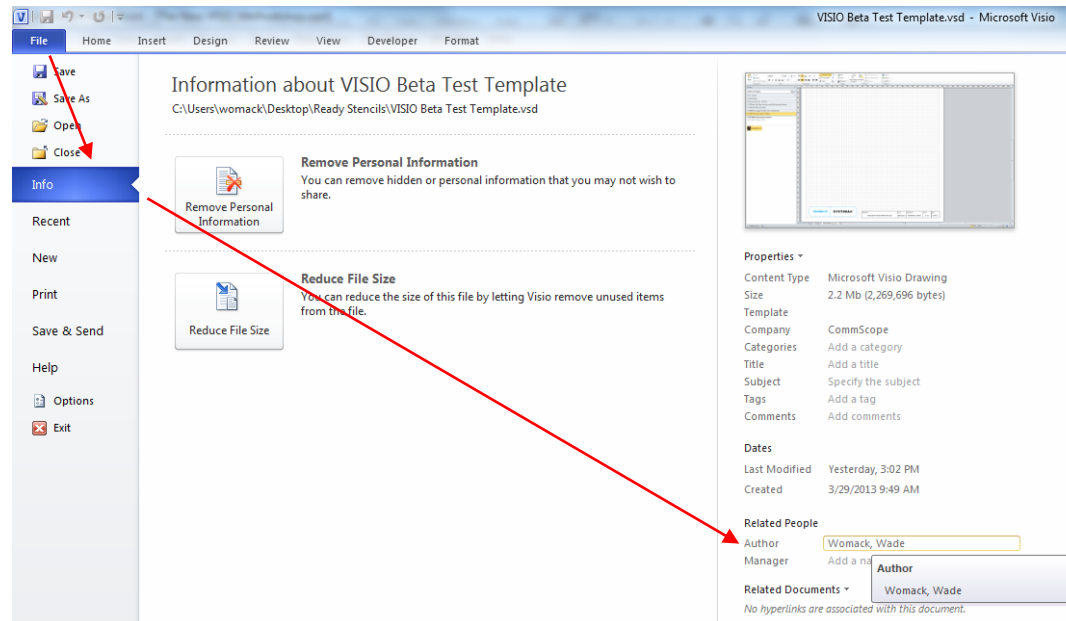 VISIO Beta Test Template.vsd - Microsoft Visio
File Home Insert Design Review View Developer Format
Save
Save As
Open
Close
Info
Recent
New
Print
Save & Send
Help
Options
Exit
Information about VISIO Beta Test Template
C:\Users\womack\Desktop\Ready Stencils\VISIO Beta Test Template.vsd
Remove Personal
Information
Remove Personal Information
You can remove hidden or personal information that you may not wish to
share.
Reduce File Size
Reduce File Size
You can reduce the size of this file by letting Visio remove unused items
from the file.
Properties
Content Type Microsoft Visio Drawing
Size 2.2 Mb (2,269,696 bytes)
Template
Company CommScope
Categories Add a category
Title Add a title
Subject Specify the subject
Tags Add a tag
Comments Add comments
Dates
Last Modified Yesterday, 3:02 PM
Created 3/29/2013 9:49 AM
Related People
Author Womack, Wade
Manager Add a
Author
Womack, Wade
Related Documents
No hyperlinks are associated with this document.